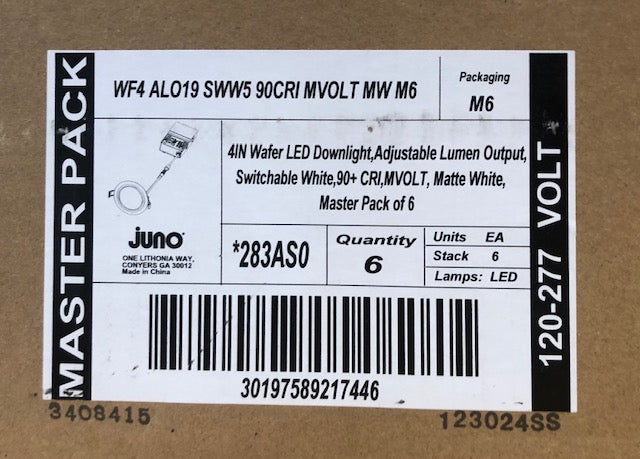 MASTER PACK
WF4 ALO19 SWW5 90CRI MVOLT MW M6
Packaging
M6
4IN Wafer LED Downlight,Adjustable Lumen Output,
Switchable White,90+ CRI,MVOLT, Matte White,
Master Pack of 6
juno
ONE LITHONIA WAY,
CONYERS GA 30012
Made in China
*283AS0
Quantity
6
Units EA
Stack 6
Lamps: LED
30197589217446
120-277 VOLT
3408415
123024SS